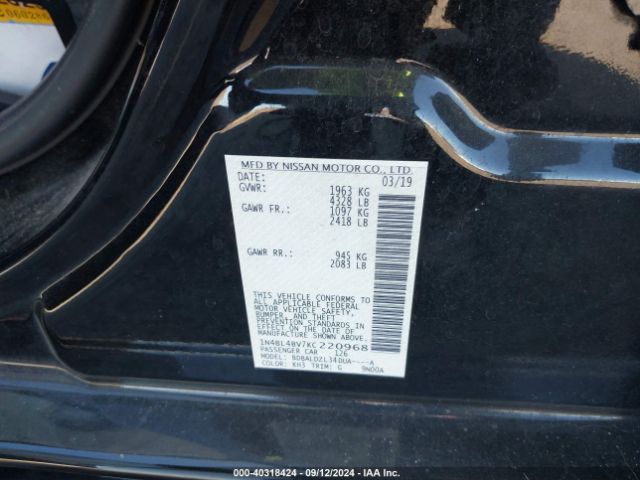 MFD BY NISSAN MOTOR CO., LTD.
DATE: 03/19
GVWR: 1963 KG
4328 LB
GAWR FR.: 1097 KG
2418 LB
GAWR RR.: 945 KG
2083 LB
THIS VEHICLE CONFORMS TO
ALL APPLICABLE FEDERAL
MOTOR VEHICLE SAFETY,
BUMPER, AND THEFT
PREVENTION STANDARDS IN
EFFECT ON THE DATE OF
MANUFACTURE SHOWN ABOVE.
1N4BL4BV7KC220968
PASSENGER CAR 126
MODEL: BDBALDZL34DUA----A
COLOR: KH3 TRIM: G 9N00A
000-40318424 - 09/12/2024 - IAA Inc.